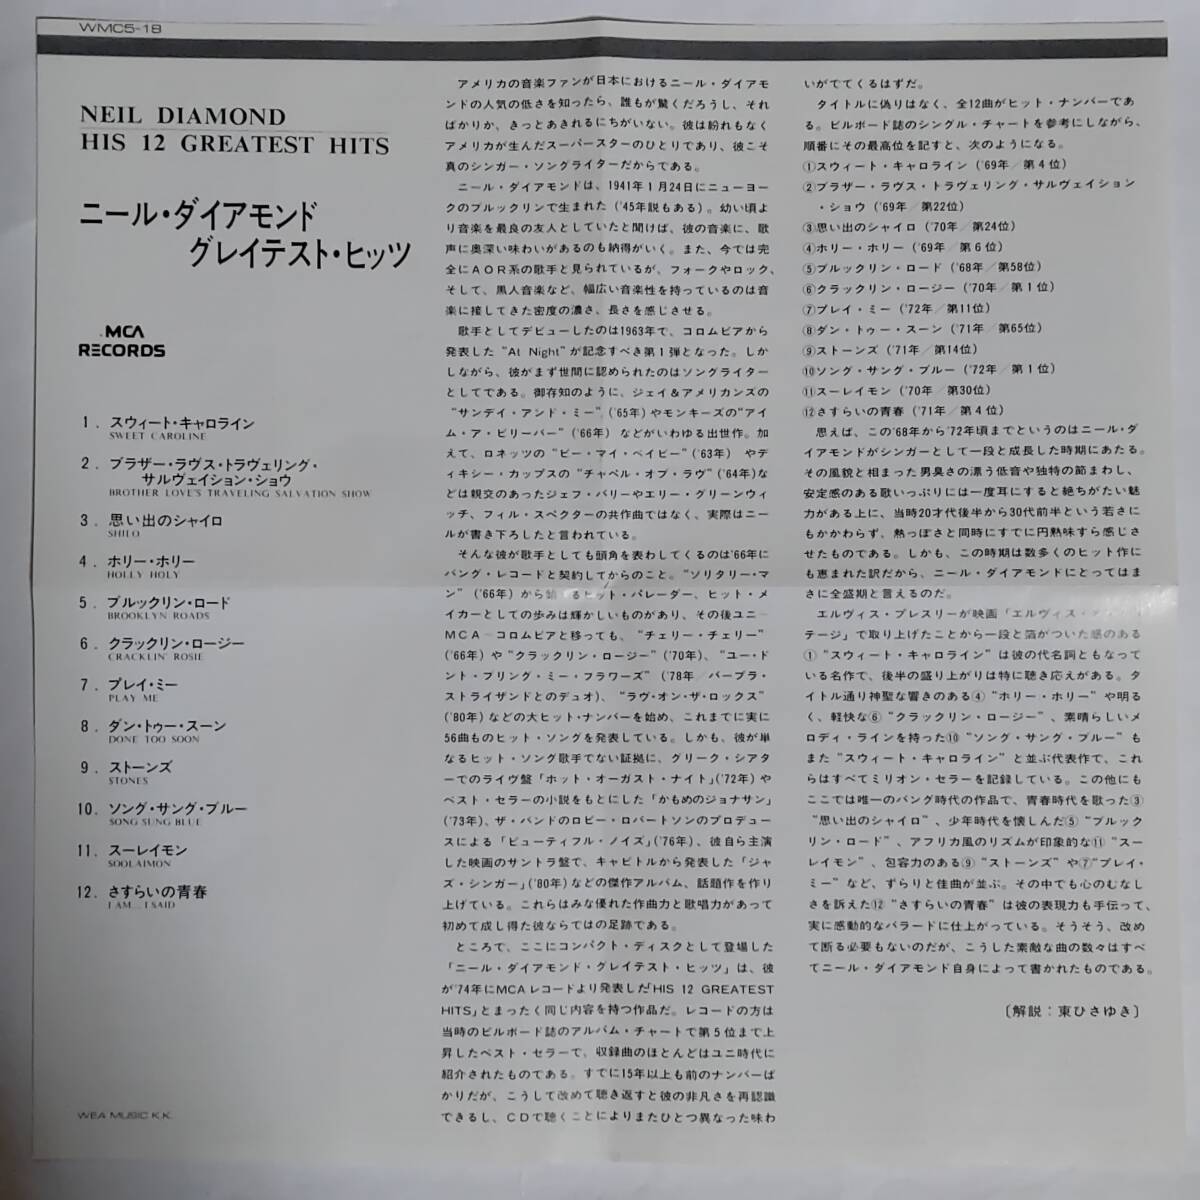 WMC5-18
NEIL DIAMOND
HIS 12 GREATEST HITS
ニール・ダイアモンド
グレイテスト・ヒッツ
MCA
RECORDS
1. スウィート・キャロライン
SWEET CAROLINE
2. ブラザー・ラヴス・トラヴェリング・
サルヴェイション・ショウ
BROTHER LOVE'S TRAVELING SALVATION SHOW
3. 思い出のシャイロ
SHILO
4. ホリー・ホリー
HOLLY HOLY
5. ブルックリン・ロード
BROOKLYN ROADS
6. クラックリン・ロージー
CRACKLIN' ROSIE
7. プレイ・ミー
PLAY ME
8. ダン・トゥー・スーン
DONE TOO SOON
9. ストーンズ
STONES
10. ソング・サング・ブルー
SONG SUNG BLUE
11. スーレイモン
SOOLAIMON
12. さすらいの青春
I AM... I SAID
WEA MUSIC K.K.
アメリカの音楽ファンが日本におけるニール・ダイアモ
ンドの人気の低さを知ったら、誰もが驚くだろうし、それ
ばかりか、きっとあきれるにちがいない。彼は紛れもなく
アメリカが生んだスーパースターのひとりであり、彼こそ
真のシンガー・ソングライターだからである。
ニール・ダイアモンドは、1941年1月24日にニューヨー
クのブルックリンで生まれた('45年説もある)。幼い頃よ
り音楽を最良の友人としていたと聞けば、彼の音楽に、歌
声に奥深い味わいがあるのも納得がいく。また、今では完
全にAOR系の歌手と見られているが、フォークやロック、
そして、黒人音楽など、幅広い音楽性を持っているのは音
楽に接してきた密度の濃さ、長さを感じさせる。
歌手としてデビューしたのは1963年で、コロムビアから
発表した“At Night”が記念すべき第1弾となった。しか
しながら、彼がまず世間に認められたのはソングライター
としてである。御存知のように、ジェイ&アメリカンズの
“サンデイ・アンド・ミー”('65年)やモンキーズの“アイ
ム・ア・ビリーバー”('66年)などがいわゆる出世作。加
えて、ロネッツの“ビー・マイ・ベイビー”('63年)やデ
ィキシー・カップスの“チャペル・オブ・ラヴ”('64年)な
どは親交のあったジェフ・バリーやエリー・グリーンウィ
ッチ、フィル・スペクターの共作曲ではなく、実際はニー
ルが書き下ろしたと言われている。
そんな彼が歌手としても頭角を表わしてくるのは'66年に
バング・レコードと契約してからのこと。“ソリタリー・マ
ン”('66年)から始まるヒット・パレーダー、ヒット・メ
イカーとしての歩みは輝かしいものがあり、その後ユニー
MCA－コロムビアと移っても、“チェリー・チェリー”
('66年)や“クラックリン・ロージー”('70年)、“ユー・ド
ント・ブリング・ミー・フラワーズ”('78年/バーブラ・
ストライザンドとのデュオ)、“ラヴ・オン・ザ・ロックス”
('80年)などの大ヒット・ナンバーを始め、これまでに実に
56曲ものヒット・ソングを発表している。しかも、彼が単
なるヒット・ソング歌手でない証拠に、グリーク・シアタ
ーでのライヴ盤「ホット・オーガスト・ナイト」('72年)や
ベスト・セラーの小説をもとにした「かもめのジョナサン」
('73年)、ザ・バンドのロビー・ロバートソンのプロデュー
スによる「ビューティフル・ノイズ」('76年)、彼自ら主演
した映画のサントラ盤で、キャピトルから発表した「ジャ
ズ・シンガー」('80年)などの傑作アルバム、話題作を作り
上げている。これらはみな優れた作曲力と歌唱力があって
初めて成し得た彼ならではの足跡である。
ところで、ここにコンパクト・ディスクとして登場した
「ニール・ダイアモンド・グレイテスト・ヒッツ」は、彼
が'74年にMCAレコードより発表した「HIS 12 GREATEST
HITS」とまったく同じ内容を持つ作品だ。レコードの方は
当時のビルボード誌のアルバム・チャートで第5位まで上
昇したベスト・セラーで、収録曲のほとんどはユニ時代に
紹介されたものである。すでに15年以上も前のナンバーば
かりだが、こうして改めて聴き返すと彼の非凡さを再認識
できるし、CDで聴くことによりまたひとつ異なった味わ
いがでてくるはずだ。
タイトルに偽りはなく、全12曲がヒット・ナンバーであ
る。ビルボード誌のシングル・チャートを参考にしながら、
順番にその最高位を記すと、次のようになる。
①スウィート・キャロライン('69年/第4位)
②ブラザー・ラヴス・トラヴェリング・サルヴェイション
・ショウ('69年/第22位)
③思い出のシャイロ('70年/第24位)
④ホリー・ホリー('69年/第6位)
⑤ブルックリン・ロード('68年/第58位)
⑥クラックリン・ロージー('70年/第1位)
⑦プレイ・ミー('72年/第11位)
⑧ダン・トゥー・スーン('71年/第65位)
⑨ストーンズ('71年/第14位)
⑩ソング・サング・ブルー('72年/第1位)
⑪スーレイモン('70年/第30位)
⑫さすらいの青春('71年/第4位)
思えば、この'68年から'72年頃までというのはニール・ダ
イアモンドがシンガーとして一段と成長した時期にあたる。
その風貌と相まった男臭さの漂う低音や独特の節まわし、
安定感のある歌いっぷりには一度耳にすると絶ちがたい魅
力がある上に、当時20才代後半から30代前半という若さに
もかかわらず、熱っぽさと同時にすでに円熟味すら感じさ
せたものである。しかも、この時期は数多くのヒット作に
も恵まれた訳だから、ニール・ダイアモンドにとってはま
さに全盛期と言えるのだ。
エルヴィス・プレスリーが映画「エルヴィス・オン・ス
テージ」で取り上げたことから一段と箔がついた感のある
①“スウィート・キャロライン”は彼の代名詞ともなって
いる名作で、後半の盛り上がりは特に聴き応えがある。タ
イトル通り神聖な響きのある④“ホリー・ホリー”や明る
く、軽快な⑥“クラックリン・ロージー”、素晴らしいメ
ロディ・ラインを持った⑩“ソング・サング・ブルー”も
また“スウィート・キャロライン”と並ぶ代表作で、これ
らはすべてミリオン・セラーを記録している。この他にも
ここでは唯一のバング時代の作品で、青春時代を歌った③
“思い出のシャイロ”、少年時代を懐しんだ⑤“ブルック
リン・ロード”、アフリカ風のリズムが印象的な⑪“スー
レイモン”、包容力のある⑨“ストーンズ”や⑦“プレイ・
ミー”など、ずらりと佳曲が並ぶ。その中でも心のむなし
さを訴えた⑫“さすらいの青春”は彼の表現力も手伝って、
実に感動的なバラードに仕上がっている。そうそう、改め
て断る必要もないのだが、こうした素敵な曲の数々はすべ
てニール・ダイアモンド自身によって書かれたものである。
〔解説:東ひさゆき〕